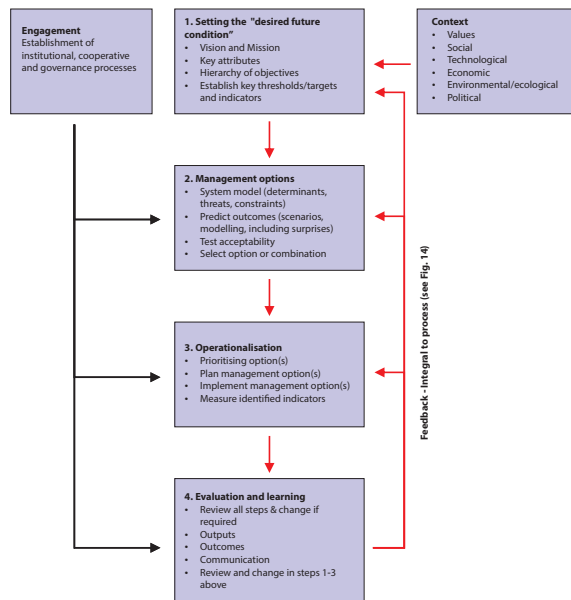 Engagement
Establishment of
institutional, cooperative
and governance processes
1. Setting the "desired future
condition”
• Vision and Mission
• Key attributes
• Hierarchy of objectives
• Establish key thresholds/targets
and indicators
Context
• Values
• Social
• Technological
• Economic
• Environmental/ecological
• Political
2. Management options
• System model (determinants,
threats, constraints)
• Predict outcomes (scenarios,
modelling, including surprises)
• Test acceptability
• Select option or combination
3. Operationalisation
• Prioritising option(s)
• Plan management option(s)
• Implement management option(s)
• Measure identified indicators
4. Evaluation and learning
• Review all steps & change if
required
• Outputs
• Outcomes
• Communication
• Review and change in steps 1-3
above
Feedback - Integral to process (see Fig. 14)